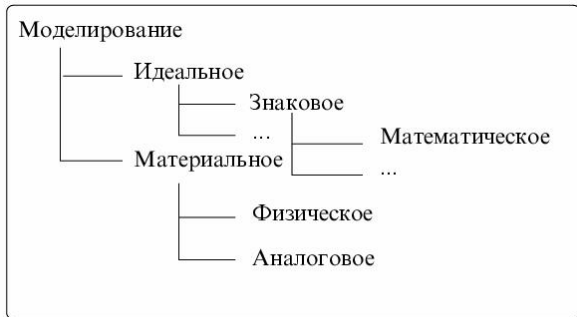 Моделирование
Идеальное
Знаковое
...
Математическое
Материальное
...
Физическое
Аналоговое